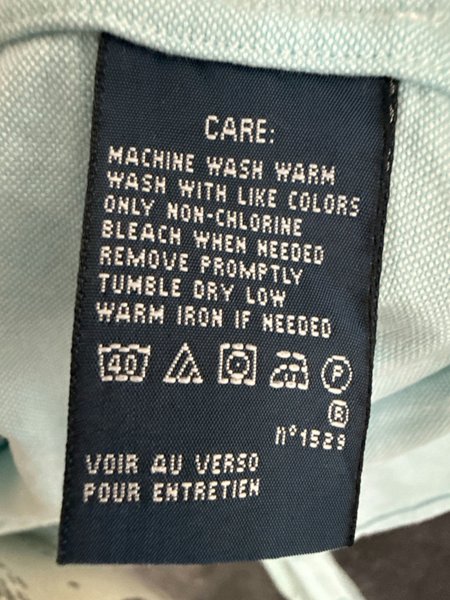 CARE:
MACHINE WASH WARM
WASH WITH LIKE COLORS
ONLY NON-CHLORINE
BLEACH WHEN NEEDED
REMOVE PROMPTLY
TUMBLE DRY LOW
WARM IRON IF NEEDED
40 P
R
n°1529
VOIR AU VERSO
POUR ENTRETIEN